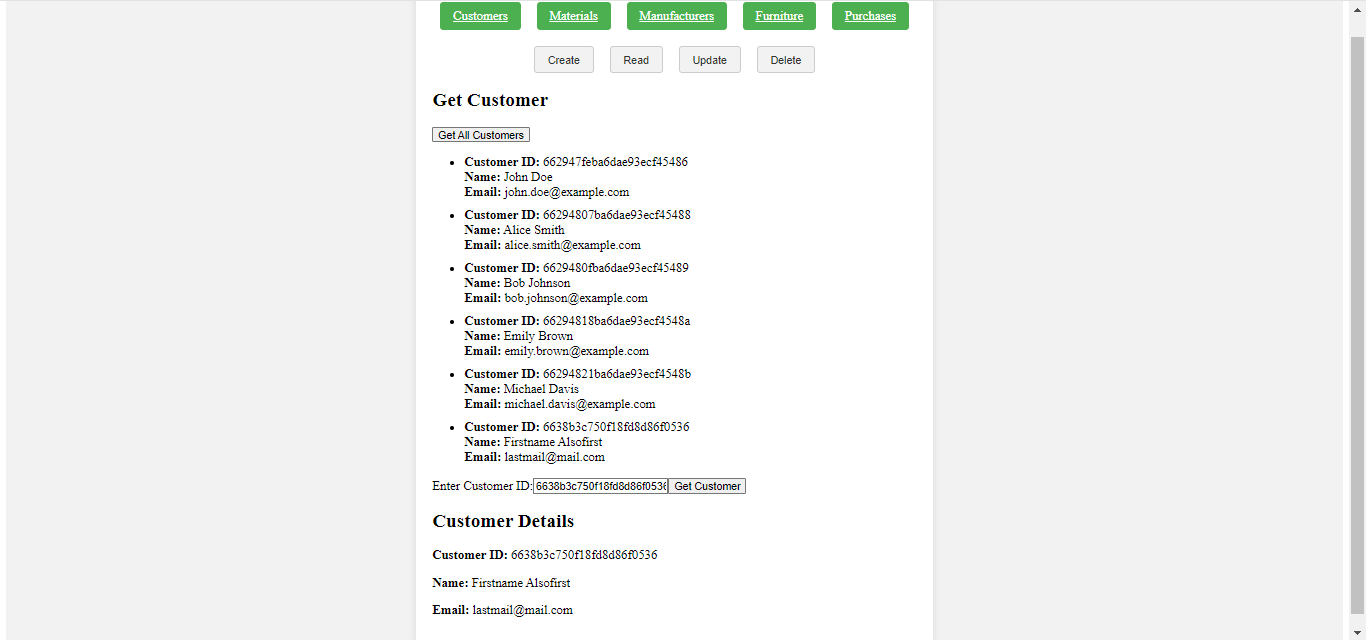 Customers Materials Manufacturers Furniture Purchases
Create Read Update Delete
Get Customer
Get All Customers
Customer ID: 662947feba6dae93ecf45486
Name: John Doe
Email: john.doe@example.com
Customer ID: 66294807ba6dae93ecf45488
Name: Alice Smith
Email: alice.smith@example.com
Customer ID: 6629480fba6dae93ecf45489
Name: Bob Johnson
Email: bob.johnson@example.com
Customer ID: 66294818ba6dae93ecf4548a
Name: Emily Brown
Email: emily.brown@example.com
Customer ID: 66294821ba6dae93ecf4548b
Name: Michael Davis
Email: michael.davis@example.com
Customer ID: 6638b3c750f18fd8d86f0536
Name: Firstname Alsofirst
Email: lastmail@mail.com
Enter Customer ID: 6638b3c750f18fd8d86f0536 Get Customer
Customer Details
Customer ID: 6638b3c750f18fd8d86f0536
Name: Firstname Alsofirst
Email: lastmail@mail.com